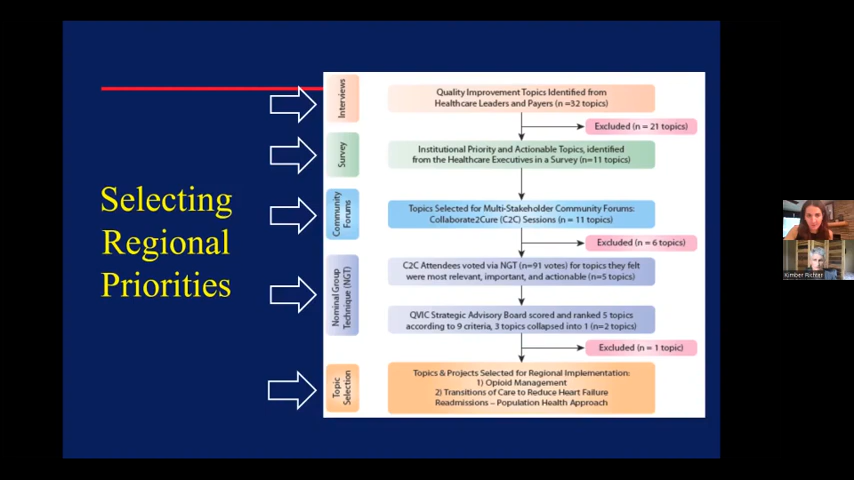 Selecting
Regional
Priorities
Interviews
Quality Improvement Topics Identified from
Healthcare Leaders and Payers (n =32 topics)
Excluded (n = 21 topics)
Survey
Institutional Priority and Actionable Topics, identified
from the Healthcare Executives in a Survey (n=11 topics)
Community
Forums
Topics Selected for Multi-Stakeholder Community Forums:
Collaborate2Cure (C2C) Sessions (n = 11 topics)
Excluded (n = 6 topics)
Nominal Group
Technique (NGT)
C2C Attendees voted via NGT (n=91 votes) for topics they felt
were most relevant, important, and actionable (n=5 topics)
QVIC Strategic Advisory Board scored and ranked 5 topics
according to 9 criteria, 3 topics collapsed into 1 (n=2 topics)
Excluded (n = 1 topic)
Topic
Selection
Topics & Projects Selected for Regional Implementation:
1) Opioid Management
2) Transitions of Care to Reduce Heart Failure
Readmissions – Population Health Approach
Kimber Richter